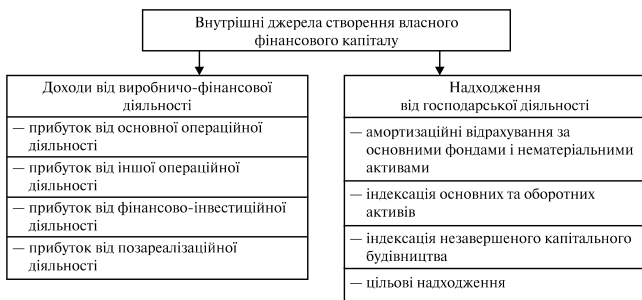 Внутрішні джерела створення власного
фінансового капіталу
Доходи від виробничо-фінансової
діяльності
— прибуток від основної операційної
діяльності
— прибуток від іншої операційної
діяльності
— прибуток від фінансово-інвестиційної
діяльності
— прибуток від позареалізаційної
діяльності
Надходження
від господарської діяльності
— амортизаційні відрахування за
основними фондами і нематеріальними
активами
— індексація основних та оборотних
активів
— індексація незавершеного капітального
будівництва
— цільові надходження